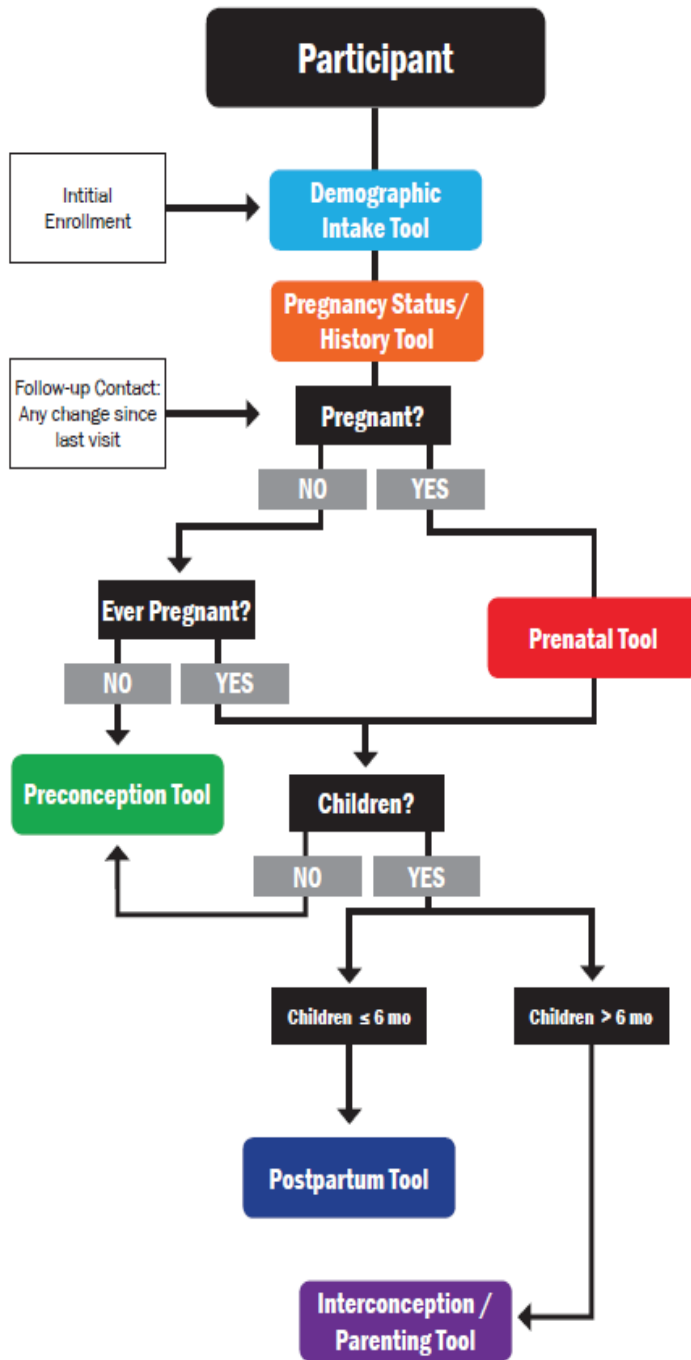 Participant
Intitial
Enrollment
Demographic
Intake Tool
Pregnancy Status/
History Tool
Follow-up Contact:
Any change since
last visit
Pregnant?
NO
YES
Ever Pregnant?
Prenatal Tool
NO
YES
Preconception Tool
Children?
NO
YES
Children ≤ 6 mo
Children > 6 mo
Postpartum Tool
Interconception /
Parenting Tool